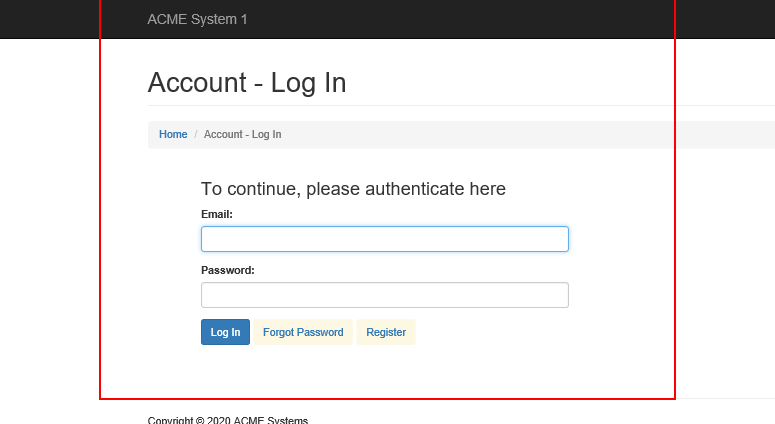 ACME System 1
Account - Log In
Home / Account - Log In
To continue, please authenticate here
Email:
Password:
Log In Forgot Password Register
Copyright © 2020 ACME Systems